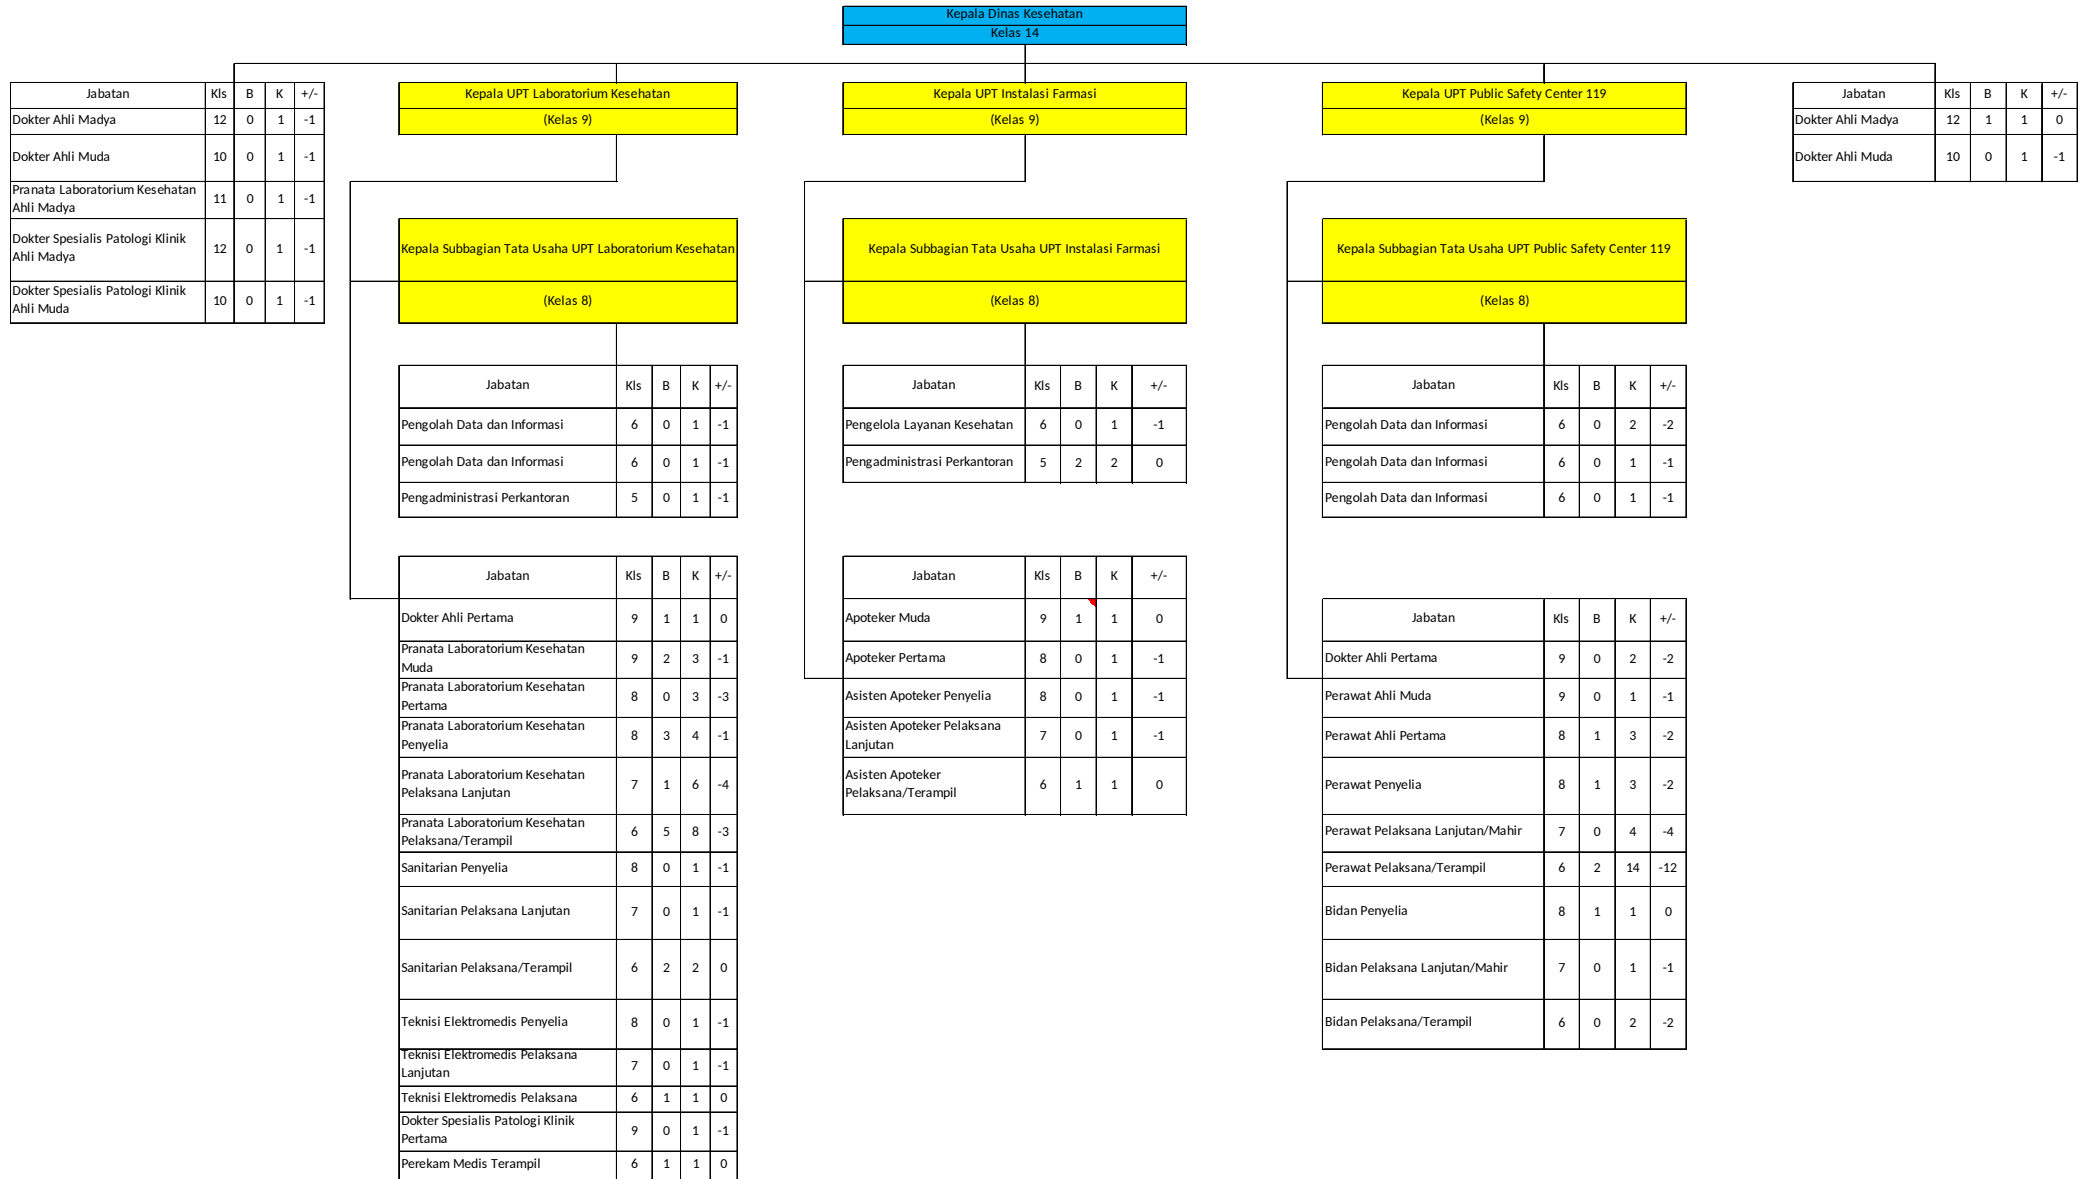 Kepala Dinas Kesehatan
Kelas 14
Jabatan Kls B K +/-
Dokter Ahli Madya 12 0 1 -1
Dokter Ahli Muda 10 0 1 -1
Pranata Laboratorium Kesehatan
Ahli Madya 11 0 1 -1
Dokter Spesialis Patologi Klinik
Ahli Madya 12 0 1 -1
Dokter Spesialis Patologi Klinik
Ahli Muda 10 0 1 -1
Kepala UPT Laboratorium Kesehatan
(Kelas 9)
Kepala Subbagian Tata Usaha UPT Laboratorium Kesehatan
(Kelas 8)
Jabatan Kls B K +/-
Pengolah Data dan Informasi 6 0 1 -1
Pengolah Data dan Informasi 6 0 1 -1
Pengadministrasi Perkantoran 5 0 1 -1
Jabatan Kls B K +/-
Dokter Ahli Pertama 9 1 1 0
Pranata Laboratorium Kesehatan
Muda 9 2 3 -1
Pranata Laboratorium Kesehatan
Pertama 8 0 3 -3
Pranata Laboratorium Kesehatan
Penyelia 8 3 4 -1
Pranata Laboratorium Kesehatan
Pelaksana Lanjutan 7 1 6 -4
Pranata Laboratorium Kesehatan
Pelaksana/Terampil 6 5 8 -3
Sanitarian Penyelia 8 0 1 -1
Sanitarian Pelaksana Lanjutan 7 0 1 -1
Sanitarian Pelaksana/Terampil 6 2 2 0
Teknisi Elektromedis Penyelia 8 0 1 -1
Teknisi Elektromedis Pelaksana
Lanjutan 7 0 1 -1
Teknisi Elektromedis Pelaksana 6 1 1 0
Dokter Spesialis Patologi Klinik
Pertama 9 0 1 -1
Perekam Medis Terampil 6 1 1 0
Kepala UPT Instalasi Farmasi
(Kelas 9)
Kepala Subbagian Tata Usaha UPT Instalasi Farmasi
(Kelas 8)
Jabatan Kls B K +/-
Pengelola Layanan Kesehatan 6 0 1 -1
Pengadministrasi Perkantoran 5 2 2 0
Jabatan Kls B K +/-
Apoteker Muda 9 1 1 0
Apoteker Pertama 8 0 1 -1
Asisten Apoteker Penyelia 8 0 1 -1
Asisten Apoteker Pelaksana
Lanjutan 7 0 1 -1
Asisten Apoteker
Pelaksana/Terampil 6 1 1 0
Kepala UPT Public Safety Center 119
(Kelas 9)
Kepala Subbagian Tata Usaha UPT Public Safety Center 119
(Kelas 8)
Jabatan Kls B K +/-
Pengolah Data dan Informasi 6 0 2 -2
Pengolah Data dan Informasi 6 0 1 -1
Pengolah Data dan Informasi 6 0 1 -1
Jabatan Kls B K +/-
Dokter Ahli Pertama 9 0 2 -2
Perawat Ahli Muda 9 0 1 -1
Perawat Ahli Pertama 8 1 3 -2
Perawat Penyelia 8 1 3 -2
Perawat Pelaksana Lanjutan/Mahir 7 0 4 -4
Perawat Pelaksana/Terampil 6 2 14 -12
Bidan Penyelia 8 1 1 0
Bidan Pelaksana Lanjutan/Mahir 7 0 1 -1
Bidan Pelaksana/Terampil 6 0 2 -2
Jabatan Kls B K +/-
Dokter Ahli Madya 12 1 1 0
Dokter Ahli Muda 10 0 1 -1